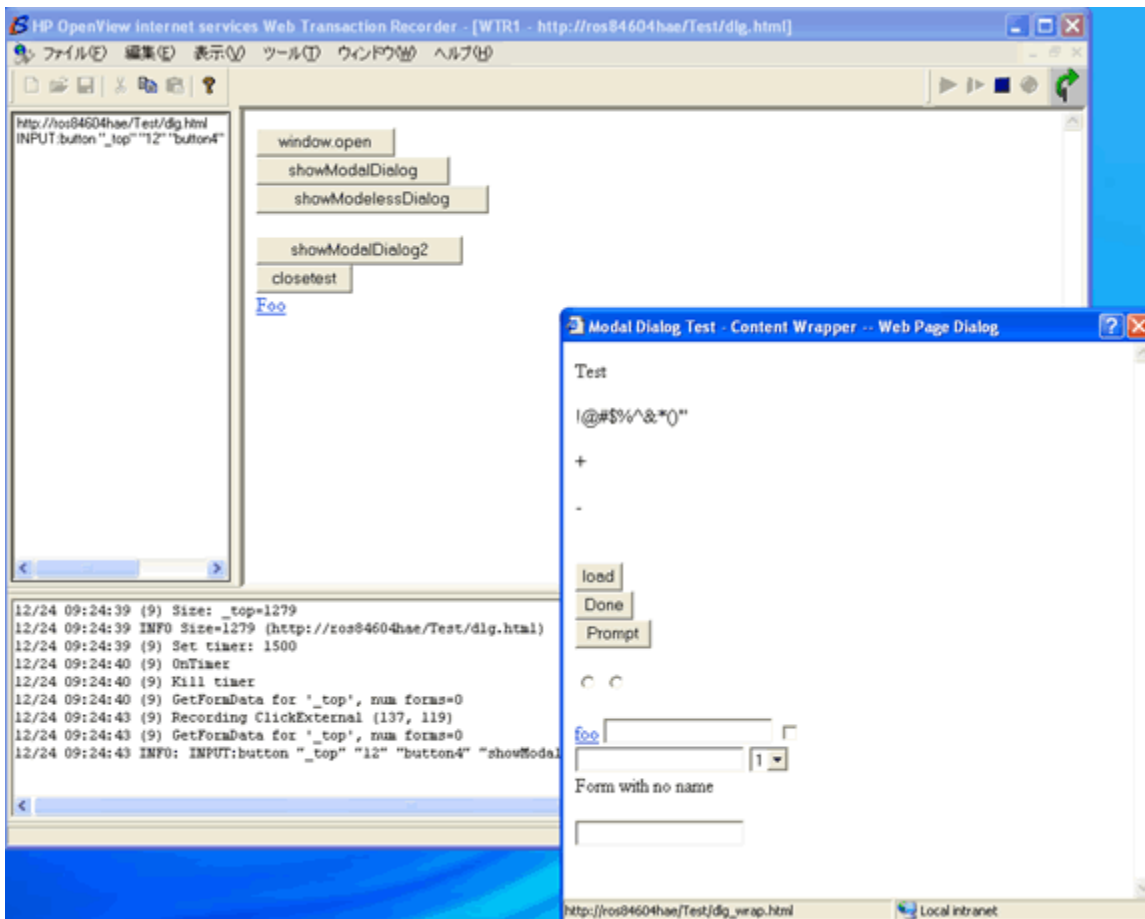 HP OpenView internet services Web Transaction Recorder - [WTR1 - http://ros84604hae/Test/dlg.html]
ファイル(F) 編集(E) 表示(V) ツール(T) ウィンドウ(W) ヘルプ(H)
http://ros84604hae/Test/dlg.html
INPUT:button "_top" "12" "button4"
window.open
showModalDialog
showModelessDialog
showModalDialog2
closetest
Foo
12/24 09:24:39 (9) Size: _top=1279
12/24 09:24:39 INFO Size=1279 (http://ros84604hae/Test/dlg.html)
12/24 09:24:39 (9) Set timer: 1500
12/24 09:24:40 (9) OnTimer
12/24 09:24:40 (9) Kill timer
12/24 09:24:40 (9) GetFormData for '_top', num forms=0
12/24 09:24:43 (9) Recording ClickExternal (137, 119)
12/24 09:24:43 (9) GetFormData for '_top', num forms=0
12/24 09:24:43 INFO: INPUT:button "_top" "12" "button4" "showModal
Modal Dialog Test - Content Wrapper -- Web Page Dialog
Test
!@#$%^&*()"
+
-
load
Done
Prompt
foo
1
Form with no name
http://ros84604hae/Test/dlg_wrap.html
Local intranet